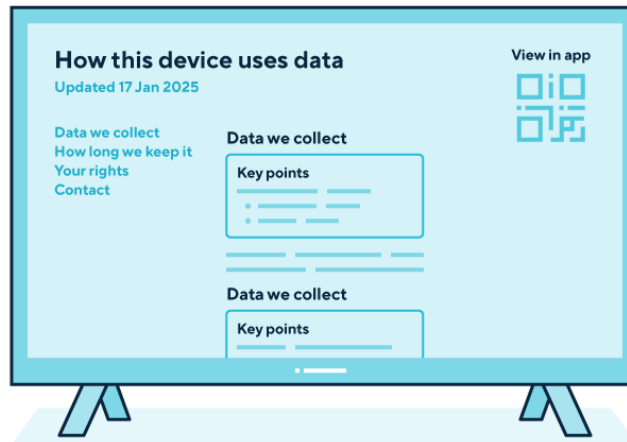 How this device uses data
Updated 17 Jan 2025
View in app
Data we collect
How long we keep it
Your rights
Contact
Data we collect
Key points
Data we collect
Key points